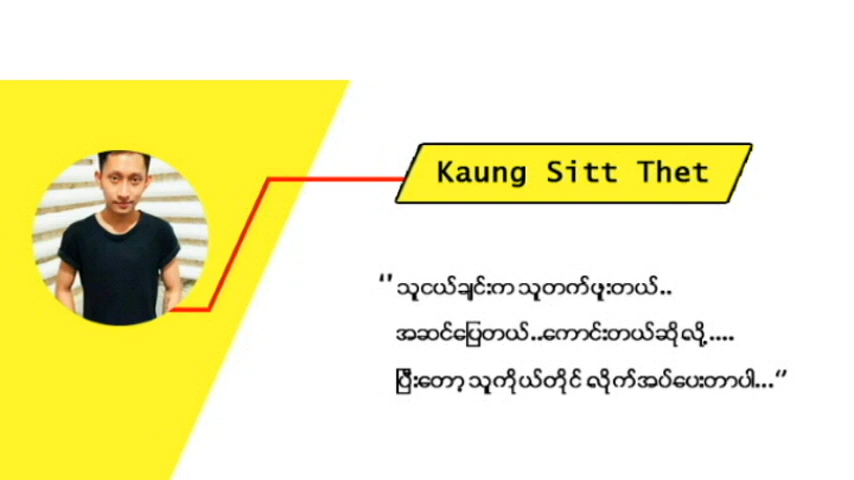 Kaung Sitt Thet
‘‘ သူငယ်ချင်းက သူတက်ဖူးတယ်..
အဆင်ပြေတယ်..ကောင်းတယ်ဆိုလို့....
ပြီးတော့ သူကိုယ်တိုင် လိုက်အပ်ပေးတာပါ...’’